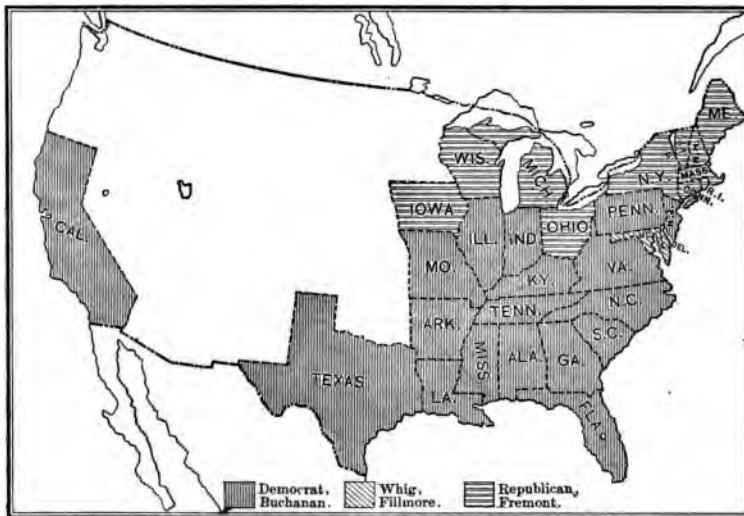 ME.
WIS.
MICH.
N.Y.
MASS.
R.I.
IOWA
PENN.
OHIO
ILL.
IND.
N.J.
DEL.
CAL.
MO.
KY.
VA.
N.C.
TENN.
ARK.
S.C.
MISS.
ALA.
GA.
TEXAS
LA.
FLA.
Democrat,
Buchanan.
Whig,
Fillmore.
Republican,
Fremont.